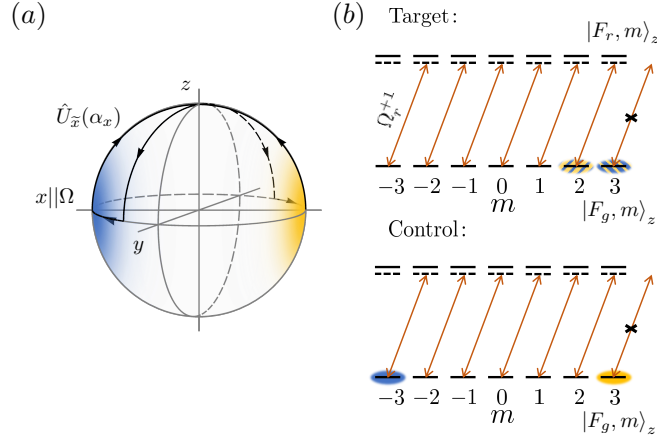 (a)
z
Û_x̃(α_x)
x||Ω
y
(b)
Target:
|F_r, m⟩_z
Ω_r^{+1}
−3 −2 −1 0 1 2 3
m
|F_g, m⟩_z
Control:
−3 −2 −1 0 1 2 3
m
|F_g, m⟩_z